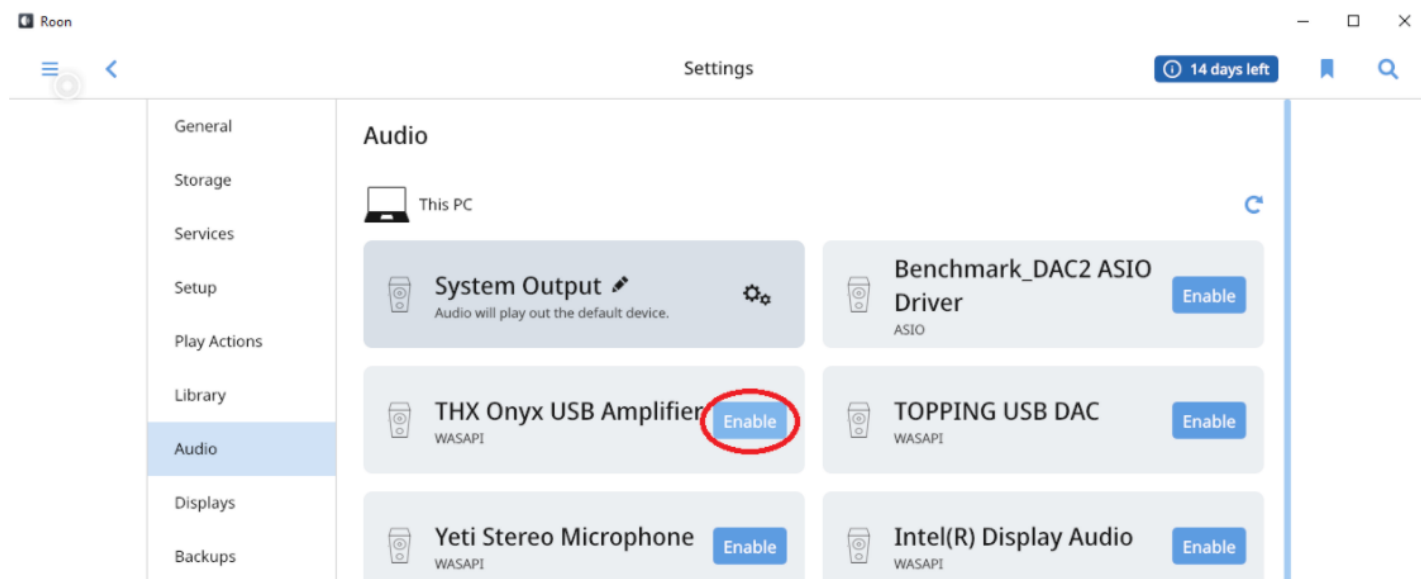 Roon
Settings
14 days left
General
Storage
Services
Setup
Play Actions
Library
Audio
Displays
Backups
Audio
This PC
System Output
Audio will play out the default device.
Benchmark_DAC2 ASIO
Driver
ASIO
Enable
THX Onyx USB Amplifier
WASAPI
Enable
TOPPING USB DAC
WASAPI
Enable
Yeti Stereo Microphone
WASAPI
Enable
Intel(R) Display Audio
WASAPI
Enable